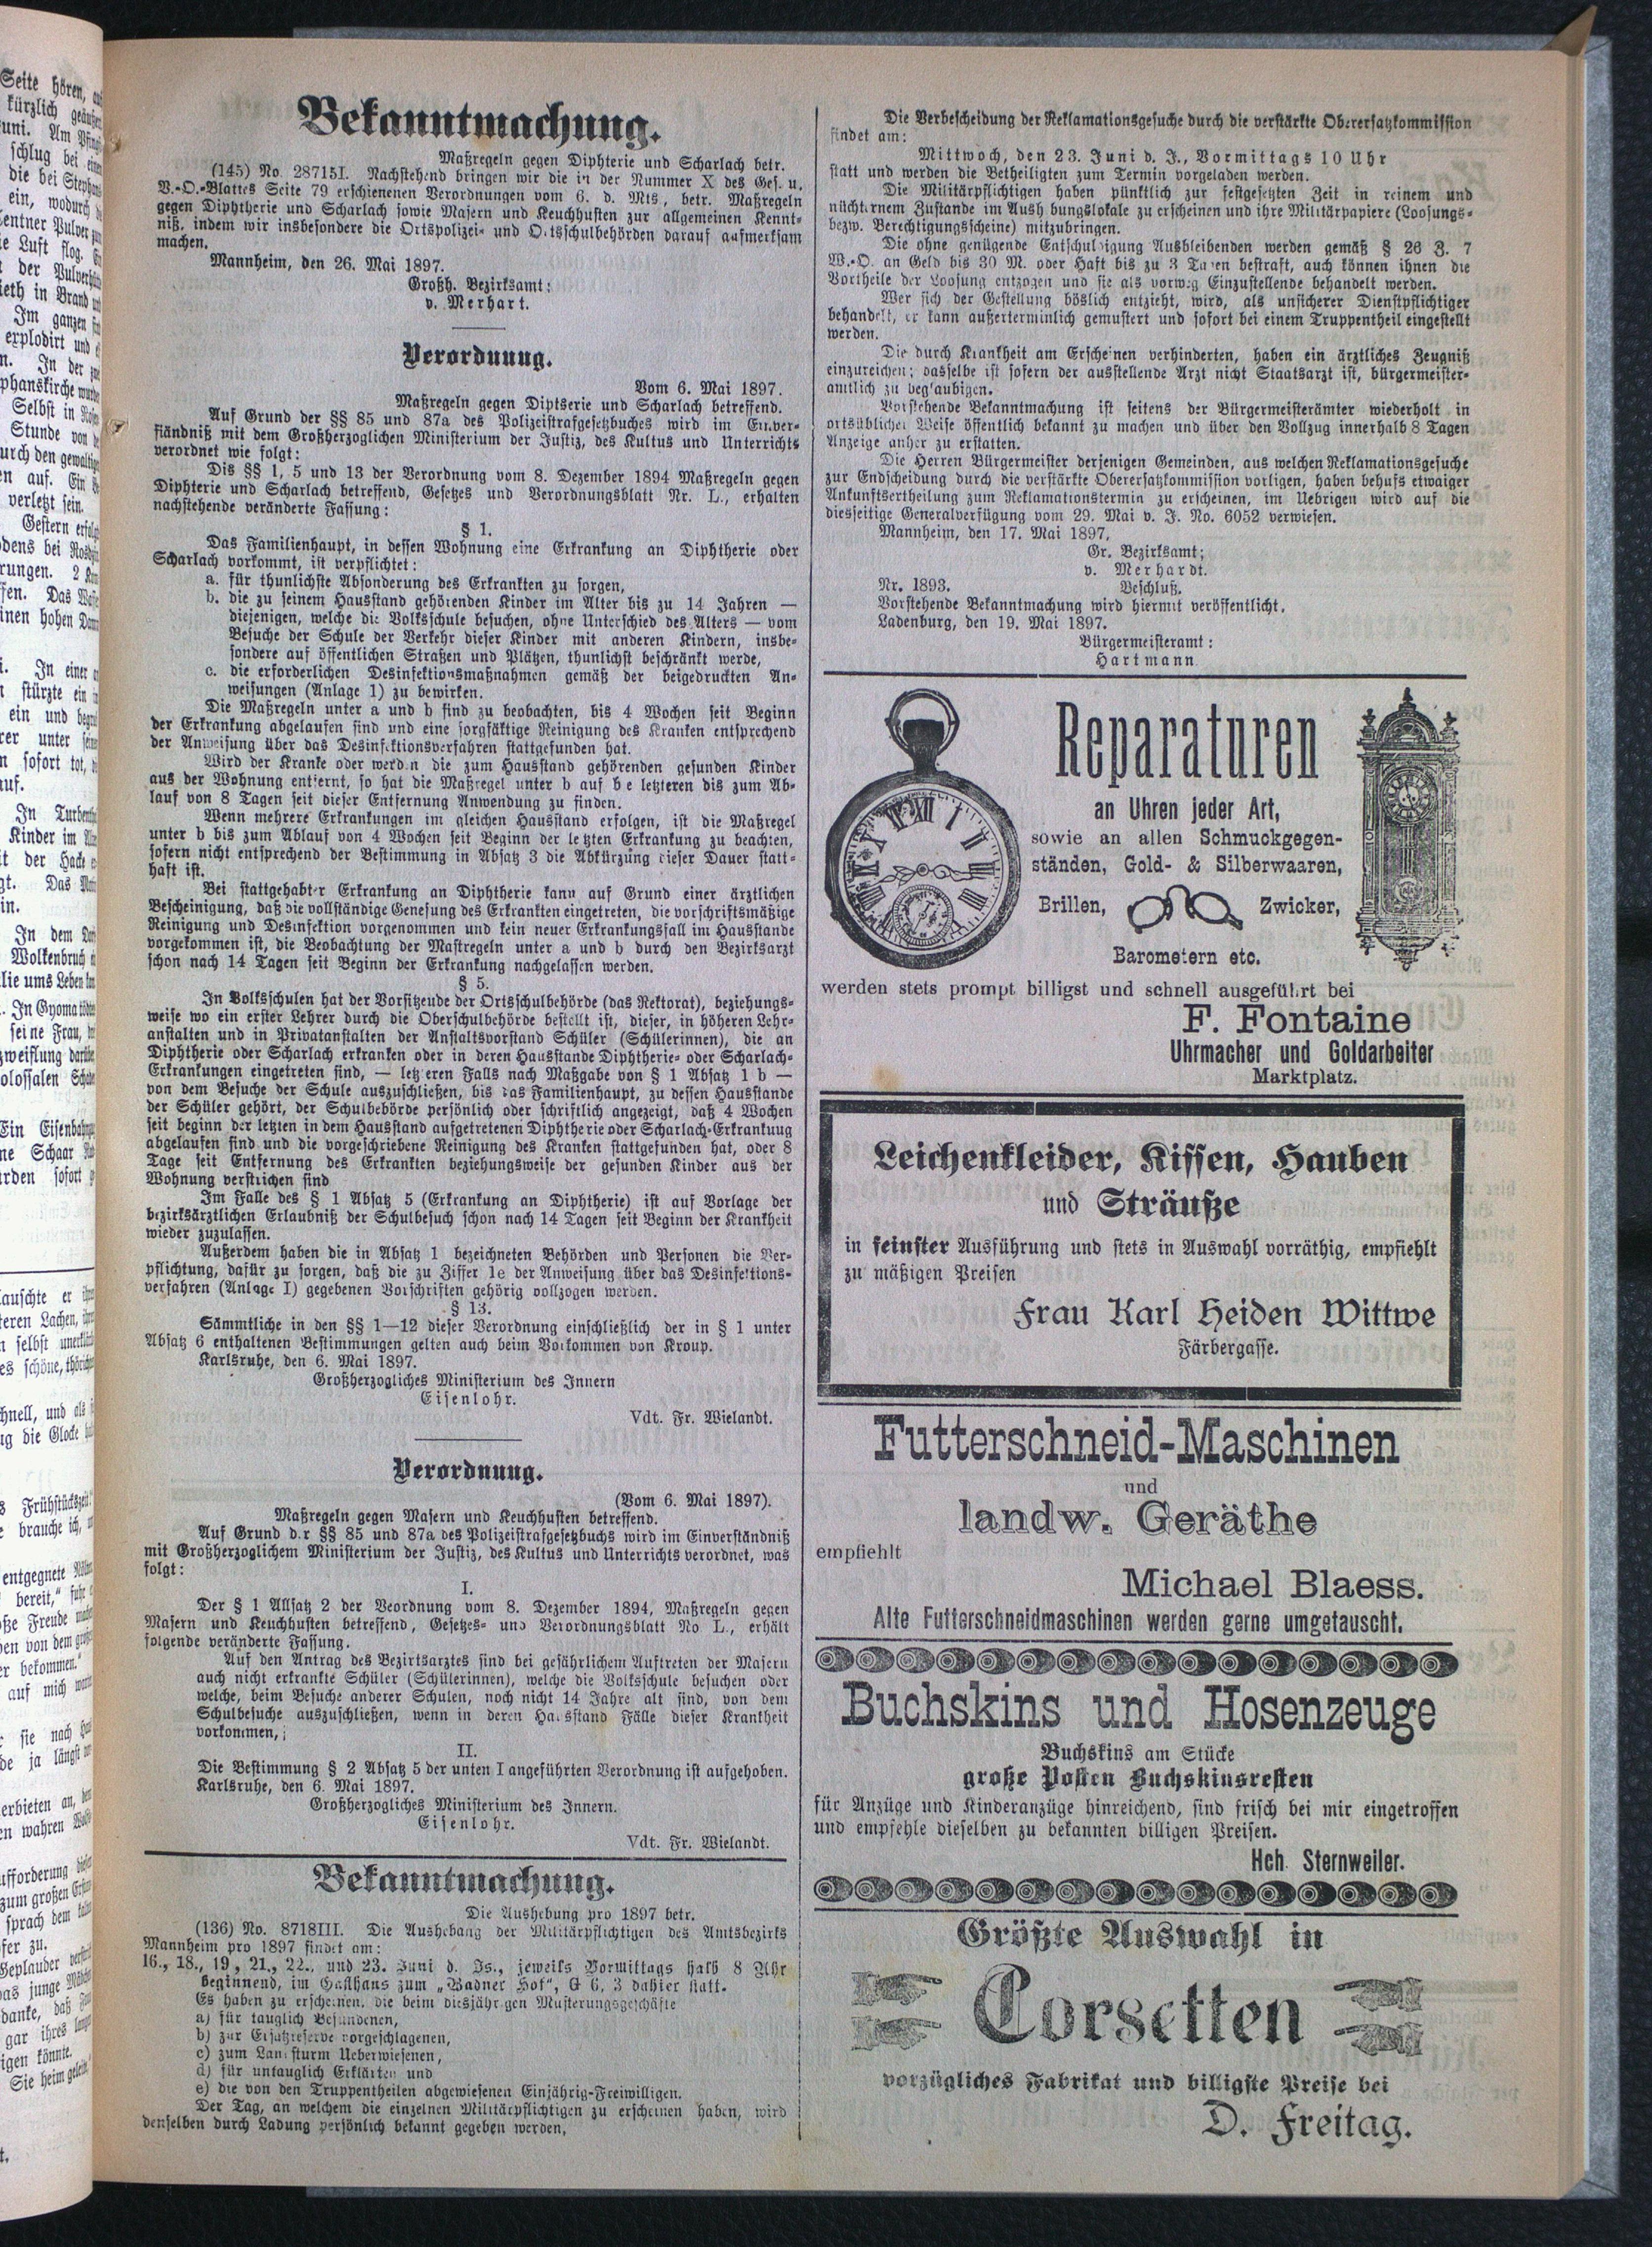 Bekanntmachung.
Maßregeln gegen Diphterie und Scharlach betr.
(145) No. 28715I. Nachstehend bringen wir die in der Nummer X des Ges. u.
V.-O.-Blattes Seite 79 erschienenen Verordnungen vom 6. d. Mts, betr. Maßregeln
gegen Diphtherie und Scharlach sowie Masern und Keuchhusten zur allgemeinen Kennt-
niß, indem wir insbesondere die Ortspolizei- und Ortsschulbehörden darauf aufmerksam
machen.
Mannheim, den 26. Mai 1897.
Großh. Bezirksamt:
v. Merhart.
Verordnung.
Vom 6. Mai 1897.
Maßregeln gegen Diptserie und Scharlach betreffend.
Auf Grund der §§ 85 und 87a des Polizeistrafgesetzbuches wird im Einver-
ständniß mit dem Großherzoglichen Ministerium der Justiz, des Kultus und Unterrichts
verordnet wie folgt:
Dis §§ 1, 5 und 13 der Verordnung vom 8. Dezember 1894 Maßregeln gegen
Diphterie und Scharlach betreffend, Gesetzes und Verordnungsblatt Nr. L., erhalten
nachstehende veränderte Fassung:
§ 1.
Das Familienhaupt, in dessen Wohnung eine Erkrankung an Diphtherie oder
Scharlach vorkommt, ist verpflichtet:
a. für thunlichste Absonderung des Erkrankten zu sorgen,
b. die zu seinem Hausstand gehörenden Kinder im Alter bis zu 14 Jahren —
diejenigen, welche die Volksschule besuchen, ohne Unterschied des Alters — vom
Besuche der Schule der Verkehr dieser Kinder mit anderen Kindern, insbe-
sondere auf öffentlichen Straßen und Plätzen, thunlichst beschränkt werde,
c. die erforderlichen Desinfektionsmaßnahmen gemäß der beigedruckten An-
weisungen (Anlage 1) zu bewirken.
Die Maßregeln unter a und b sind zu beobachten, bis 4 Wochen seit Beginn
der Erkrankung abgelaufen sind und eine sorgfältige Reinigung des Kranken entsprechend
der Anweisung über das Desinfektionsverfahren stattgefunden hat.
Wird der Kranke oder werden die zum Hausstand gehörenden gesunden Kinder
aus der Wohnung entfernt, so hat die Maßregel unter b auf b e letzteren bis zum Ab-
lauf von 8 Tagen seit dieser Entfernung Anwendung zu finden.
Wenn mehrere Erkrankungen im gleichen Hausstand erfolgen, ist die Maßregel
unter b bis zum Ablauf von 4 Wochen seit Beginn der letzten Erkrankung zu beachten,
sofern nicht entsprechend der Bestimmung in Absatz 3 die Abkürzung dieser Dauer statt-
haft ist.
Bei stattgehabter Erkrankung an Diphtherie kann auf Grund einer ärztlichen
Bescheinigung, daß die vollständige Genesung des Erkrankten eingetreten, die vorschriftsmäßige
Reinigung und Desinfektion vorgenommen und kein neuer Erkrankungsfall im Hausstande
vorgekommen ist, die Beobachtung der Mastregeln unter a und b durch den Bezirksarzt
schon nach 14 Tagen seit Beginn der Erkrankung nachgelassen werden.
§ 5.
In Volksschulen hat der Vorsitzende der Ortsschulbehörde (das Rektorat), beziehungs-
weise wo ein erster Lehrer durch die Oberschulbehörde bestellt ist, dieser, in höheren Lehr-
anstalten und in Privatanstalten der Anstaltsvorstand Schüler (Schülerinnen), die an
Diphtherie oder Scharlach erkranken oder in deren Hausstande Diphtherie- oder Scharlach-
Erkrankungen eingetreten sind, — letzeren Falls nach Maßgabe von § 1 Absatz 1 b —
von dem Besuche der Schule auszuschließen, bis das Familienhaupt, zu dessen Hausstande
der Schüler gehört, der Schulbebörde persönlich oder schriftlich angezeigt, daß 4 Wochen
seit beginn der letzten in dem Hausstand aufgetretenen Diphtherie oder Scharlach-Erkrankuug
abgelaufen sind und die vorgeschriebene Reinigung des Kranken stattgefunden hat, oder 8
Tage seit Entfernung des Erkrankten beziehungsweise der gesunden Kinder aus der
Wohnung verstrichen sind
Im Falle des § 1 Absatz 5 (Erkrankung an Diphtherie) ist auf Vorlage der
bezirksärztlichen Erlaubniß der Schulbesuch schon nach 14 Tagen seit Beginn der Krankheit
wieder zuzulassen.
Außerdem haben die in Absatz 1 bezeichneten Behörden und Personen die Ver-
pflichtung, dafür zu sorgen, daß die zu Ziffer 1e der Anweisung über das Desinfektions-
verfahren (Anlage I) gegebenen Vorschriften gehörig vollzogen werden.
§ 13.
Sämmtliche in den §§ 1—12 dieser Verordnung einschließlich der in § 1 unter
Absatz 6 enthaltenen Bestimmungen gelten auch beim Vorkommen von Kroup.
Karlsruhe, den 6. Mai 1897.
Großherzogliches Ministerium des Innern
Eisenlohr.
Vdt. Fr. Wielandt.
Verordnung.
(Vom 6. Mai 1897).
Maßregeln gegen Masern und Keuchhusten betreffend.
Auf Grund der §§ 85 und 87a des Polizeistrafgesetzbuchs wird im Einverständniß
mit Großherzoglichem Ministerium der Justiz, des Kultus und Unterrichts verordnet, was
folgt:
I.
Der § 1 Allsatz 2 der Veordnung vom 8. Dezember 1894, Maßregeln gegen
Masern und Keuchhusten betreffend, Gesetzes- und Verordnungsblatt No L., erhält
folgende veränderte Fassung.
Auf den Antrag des Bezirtsarztes sind bei gefährlichem Auftreten der Masern
auch nicht erkrankte Schüler (Schülerinnen), welche die Volksschule besuchen oder
welche, beim Besuche anderer Schulen, noch nicht 14 Jahre alt sind, von dem
Schulbesuche auszuschließen, wenn in deren Hausstand Fälle dieser Krankheit
vorkommen,;
II.
Die Bestimmung § 2 Absatz 5 der unten I angeführten Verordnung ist aufgehoben.
Karlsruhe, den 6. Mai 1897.
Großherzogliches Ministerium des Innern.
Eisenlohr.
Vdt. Fr. Wielandt.
Bekanntmachung.
Die Aushebung pro 1897 betr.
(136) No. 8718III. Die Aushebang der Militärpflichtigen des Amtsbezirks
Mannheim pro 1897 findet am:
16., 18., 19, 21., 22.. und 23. Juni d. Js., jeweils Vormittags halb 8 Uhr
beginnend, im Gasthaus zum „Badner Hof“, G 6, 3 dahier statt.
Es haben zu erscheinen, die beim diesjährigen Musterungsgeschäfte
a) für tauglich Befundenen,
b) zur Ersatzreserve vorgeschlagenen,
c) zum Landsturm Ueberwiesenen,
d) für untauglich Erklärten und
e) die von den Truppentheilen abgewiesenen Einjährig-Freiwilligen.
Der Tag, an welchem die einzelnen Militärpflichtigen zu erscheinen haben, wird
denselben durch Ladung persönlich bekannt gegeben werden.
Die Verbescheidung der Reklamationsgesuche durch die verstärkte Oberersatzkommission
findet am:
Mittwoch, den 23. Juni d. J., Vormittags 10 Uhr
statt und werden die Betheiligten zum Termin vorgeladen werden.
Die Militärpflichtigen haben pünktlich zur festgesetzten Zeit in reinem und
nüchternem Zustande im Aushebungslokale zu erscheinen und ihre Militärpapiere (Loosungs-
bezw. Berechtigungsscheine) mitzubringen.
Die ohne genügende Entschuldigung Ausbleibenden werden gemäß § 26 Z. 7
W.-O. an Geld bis 30 M. oder Haft bis zu 3 Tagen bestraft, auch können ihnen die
Vortheile der Loosung entzogen und sie als vorweg Einzustellende behandelt werden.
Wer sich der Gestellung böslich entzieht, wird, als unsicherer Dienstpflichtiger
behandelt, er kann außerterminlich gemustert und sofort bei einem Truppentheil eingestellt
werden.
Die durch Krankheit am Erscheinen verhinderten, haben ein ärztliches Zeugniß
einzureichen; dasselbe ist sofern der ausstellende Arzt nicht Staatsarzt ist, bürgermeister-
amtlich zu beglaubigen.
Vorstehende Bekanntmachung ist seitens der Bürgermeisterämter wiederholt in
ortsüblicher Weise öffentlich bekannt zu machen und über den Vollzug innerhalb 8 Tagen
Anzeige anher zu erstatten.
Die Herren Bürgermeister derjenigen Gemeinden, aus welchen Reklamationsgesuche
zur Endscheidung durch die verstärkte Oberersatzkommission vorligen, haben behufs etwaiger
Ankunftsertheilung zum Reklamationstermin zu erscheinen, im Uebrigen wird auf die
diesseitige Generalverfügung vom 29. Mai v. J. No. 6052 verwiesen.
Mannheim, den 17. Mai 1897,
Gr. Bezirksamt;
v. Merhardt.
Nr. 1893. Beschluß.
Vorstehende Bekanntmachung wird hiermit veröffentlicht.
Ladenburg, den 19. Mai 1897.
Bürgermeisteramt:
Hartmann
Reparaturen
an Uhren jeder Art,
sowie an allen Schmuckgegen-
ständen, Gold- & Silberwaaren,
Brillen, Zwicker,
Barometern etc.
werden stets prompt billigst und schnell ausgeführt bei
F. Fontaine
Uhrmacher und Goldarbeiter
Marktplatz.
Leichenkleider, Kissen, Hauben
und Sträuße
in feinster Ausführung und stets in Auswahl vorräthig, empfiehlt
zu mäßigen Preisen
Frau Karl Heiden Wittwe
Färbergasse.
Futterschneid-Maschinen
und
landw. Geräthe
empfiehlt
Michael Blaess.
Alte Futterschneidmaschinen werden gerne umgetauscht.
Buchskins und Hosenzeuge
Buchskins am Stücke
große Posten Buchskinsresten
für Anzüge und Kinderanzüge hinreichend, sind frisch bei mir eingetroffen
und empfehle dieselben zu bekannten billigen Preisen.
Hch. Sternweiler.
Größte Auswahl in
Corsetten
vorzügliches Fabrikat und billigste Preise bei
D. Freitag.